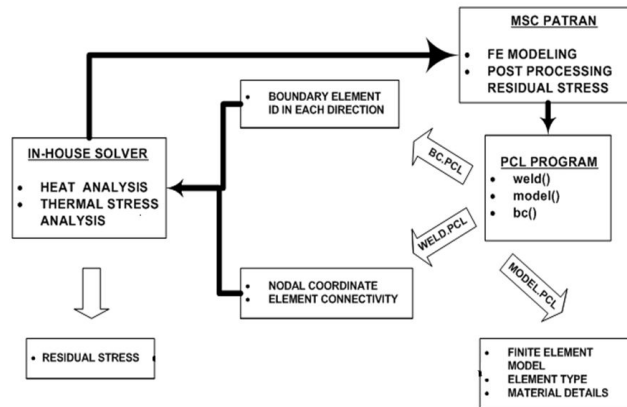 MSC PATRAN
• FE MODELING
• POST PROCESSING
RESIDUAL STRESS
• BOUNDARY ELEMENT
ID IN EACH DIRECTION
IN-HOUSE SOLVER
• HEAT ANALYSIS
• THERMAL STRESS
ANALYSIS
PCL PROGRAM
• weld()
• model()
• bc()
BC.PCL
WELD.PCL
MODEL.PCL
• NODAL COORDINATE
• ELEMENT CONNECTIVITY
• RESIDUAL STRESS
• FINITE ELEMENT
MODEL
• ELEMENT TYPE
• MATERIAL DETAILS